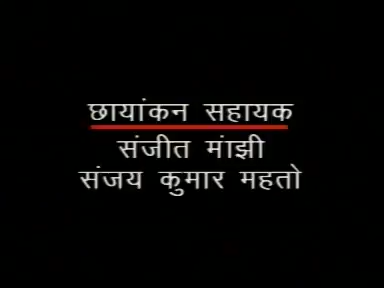 छायांकन सहायक
संजीत मांझी
संजय कुमार महतो